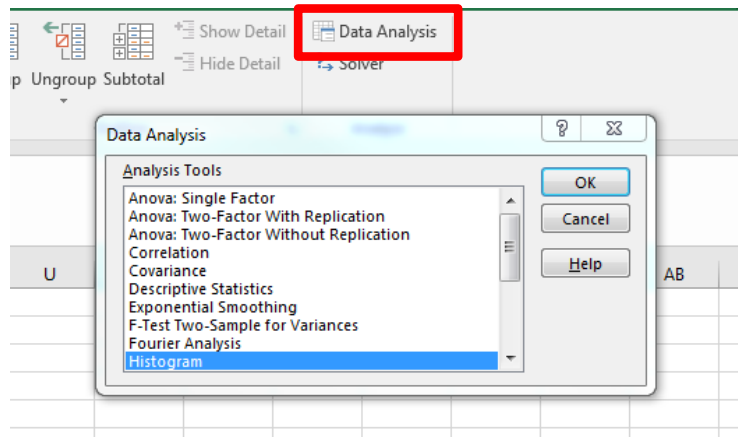 Show Detail
Data Analysis
Hide Detail
Solver
p Ungroup Subtotal
Data Analysis
Analysis Tools
Anova: Single Factor
Anova: Two-Factor With Replication
Anova: Two-Factor Without Replication
Correlation
Covariance
Descriptive Statistics
Exponential Smoothing
F-Test Two-Sample for Variances
Fourier Analysis
Histogram
OK
Cancel
Help
U
AB